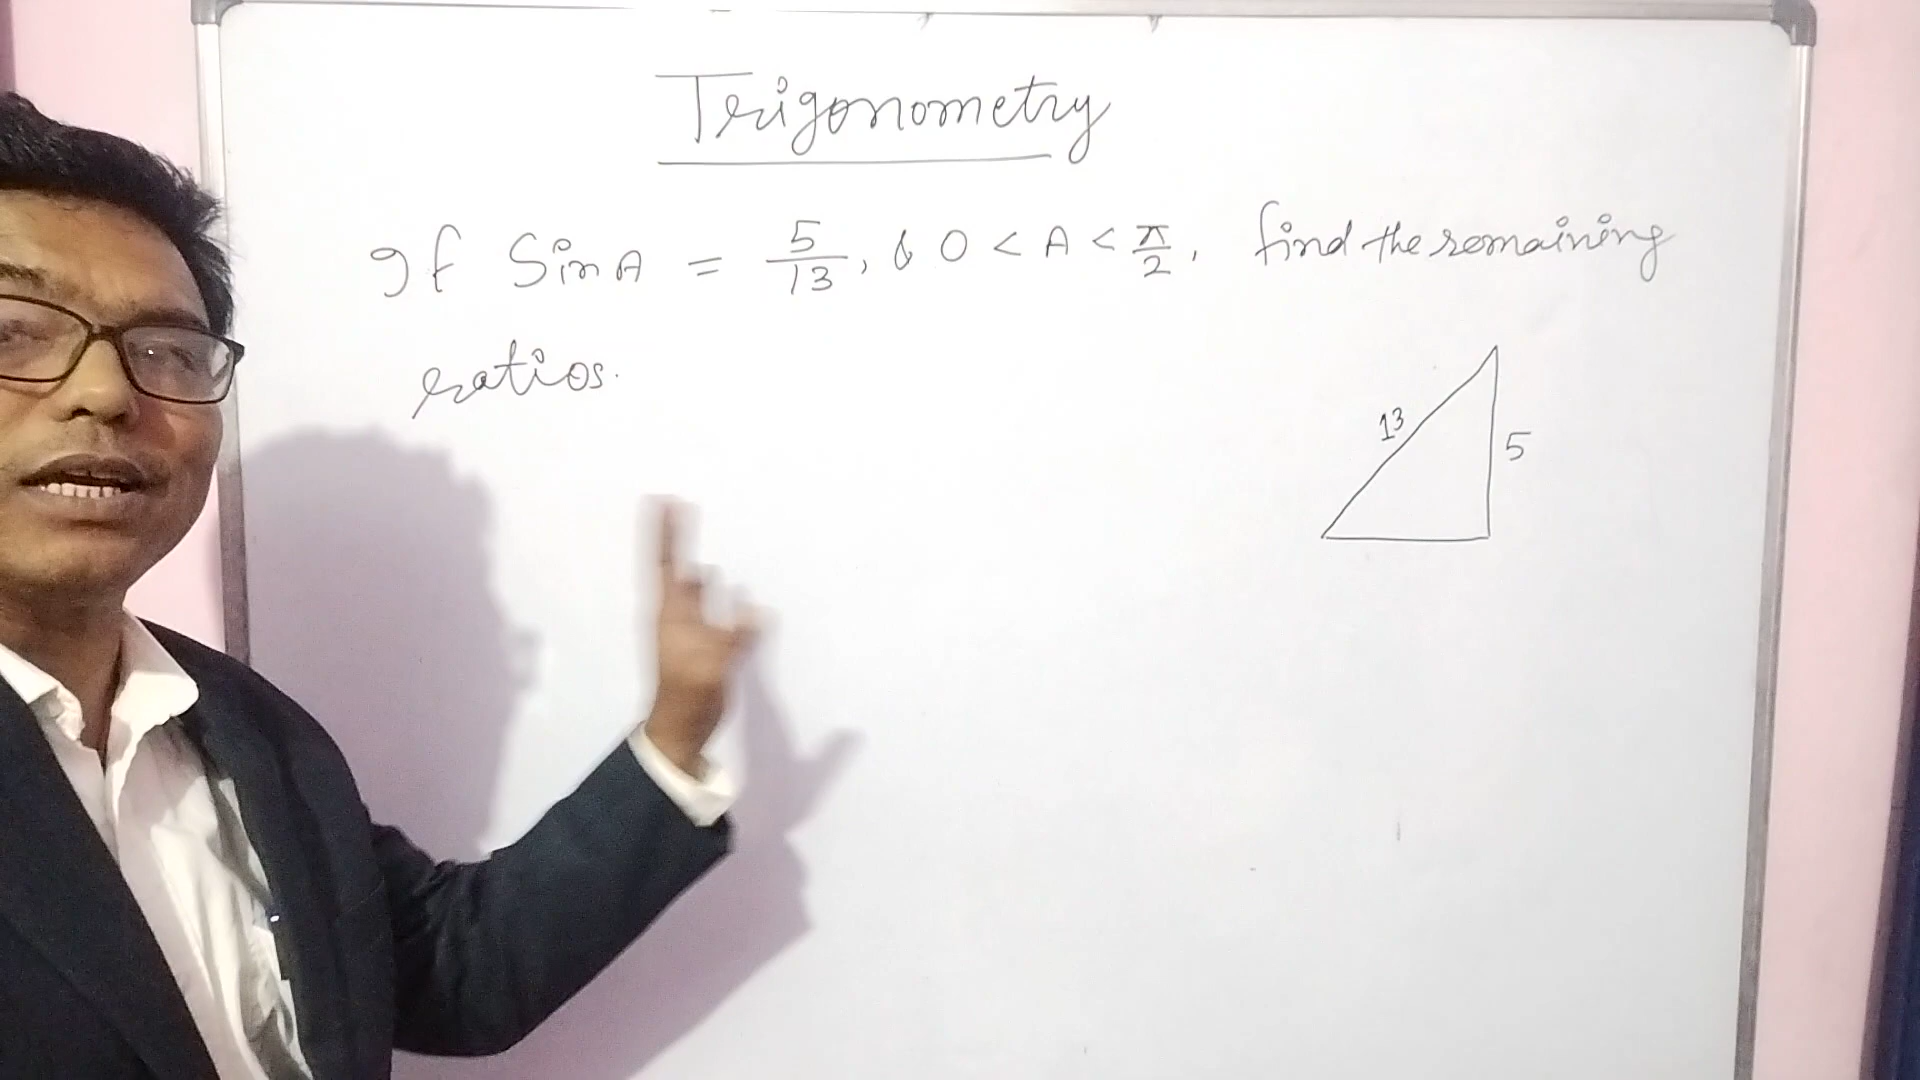 Trigonometry
If Sin A = 5/13, & 0 < A < π/2, find the remaining
ratios.
13
5